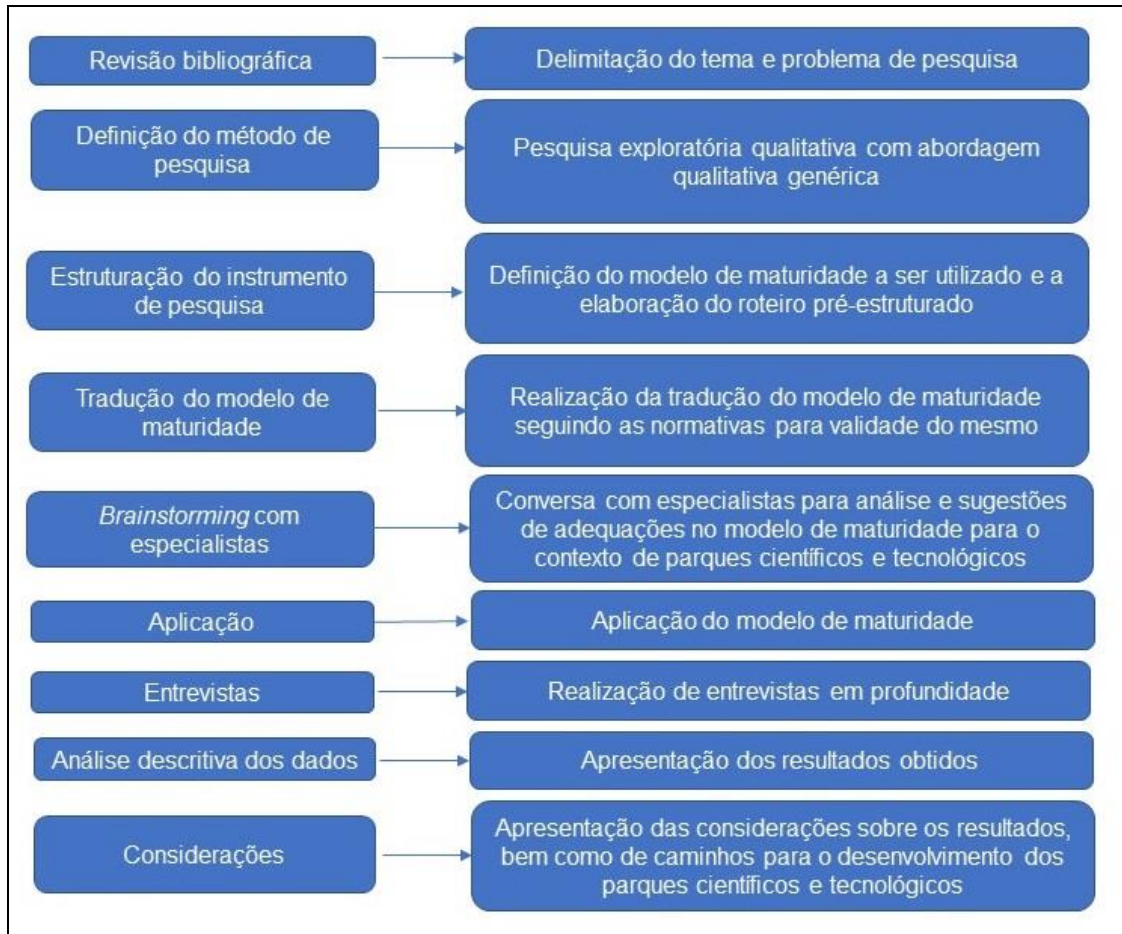 Revisão bibliográfica
Delimitação do tema e problema de pesquisa
Definição do método de
pesquisa
Pesquisa exploratória qualitativa com abordagem
qualitativa genérica
Estruturação do instrumento
de pesquisa
Definição do modelo de maturidade a ser utilizado e a
elaboração do roteiro pré-estruturado
Tradução do modelo de
maturidade
Realização da tradução do modelo de maturidade
seguindo as normativas para validade do mesmo
Brainstorming com
especialistas
Conversa com especialistas para análise e sugestões
de adequações no modelo de maturidade para o
contexto de parques científicos e tecnológicos
Aplicação
Aplicação do modelo de maturidade
Entrevistas
Realização de entrevistas em profundidade
Análise descritiva dos dados
Apresentação dos resultados obtidos
Considerações
Apresentação das considerações sobre os resultados,
bem como de caminhos para o desenvolvimento dos
parques científicos e tecnológicos